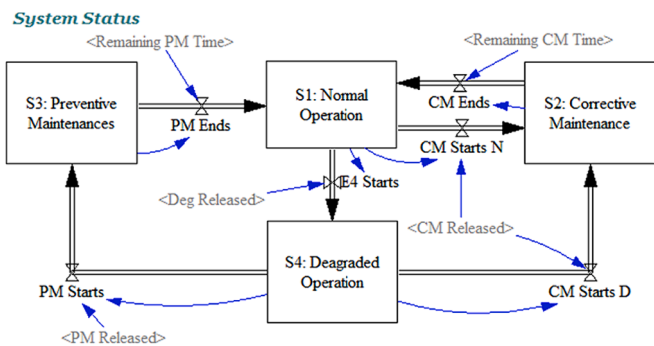 System Status
<Remaining PM Time>
<Remaining CM Time>
S3: Preventive
Maintenances
PM Ends
S1: Normal
Operation
CM Ends
CM Starts N
S2: Corrective
Maintenance
E4 Starts
<Deg Released>
<CM Released>
S4: Deagraded
Operation
PM Starts
CM Starts D
<PM Released>